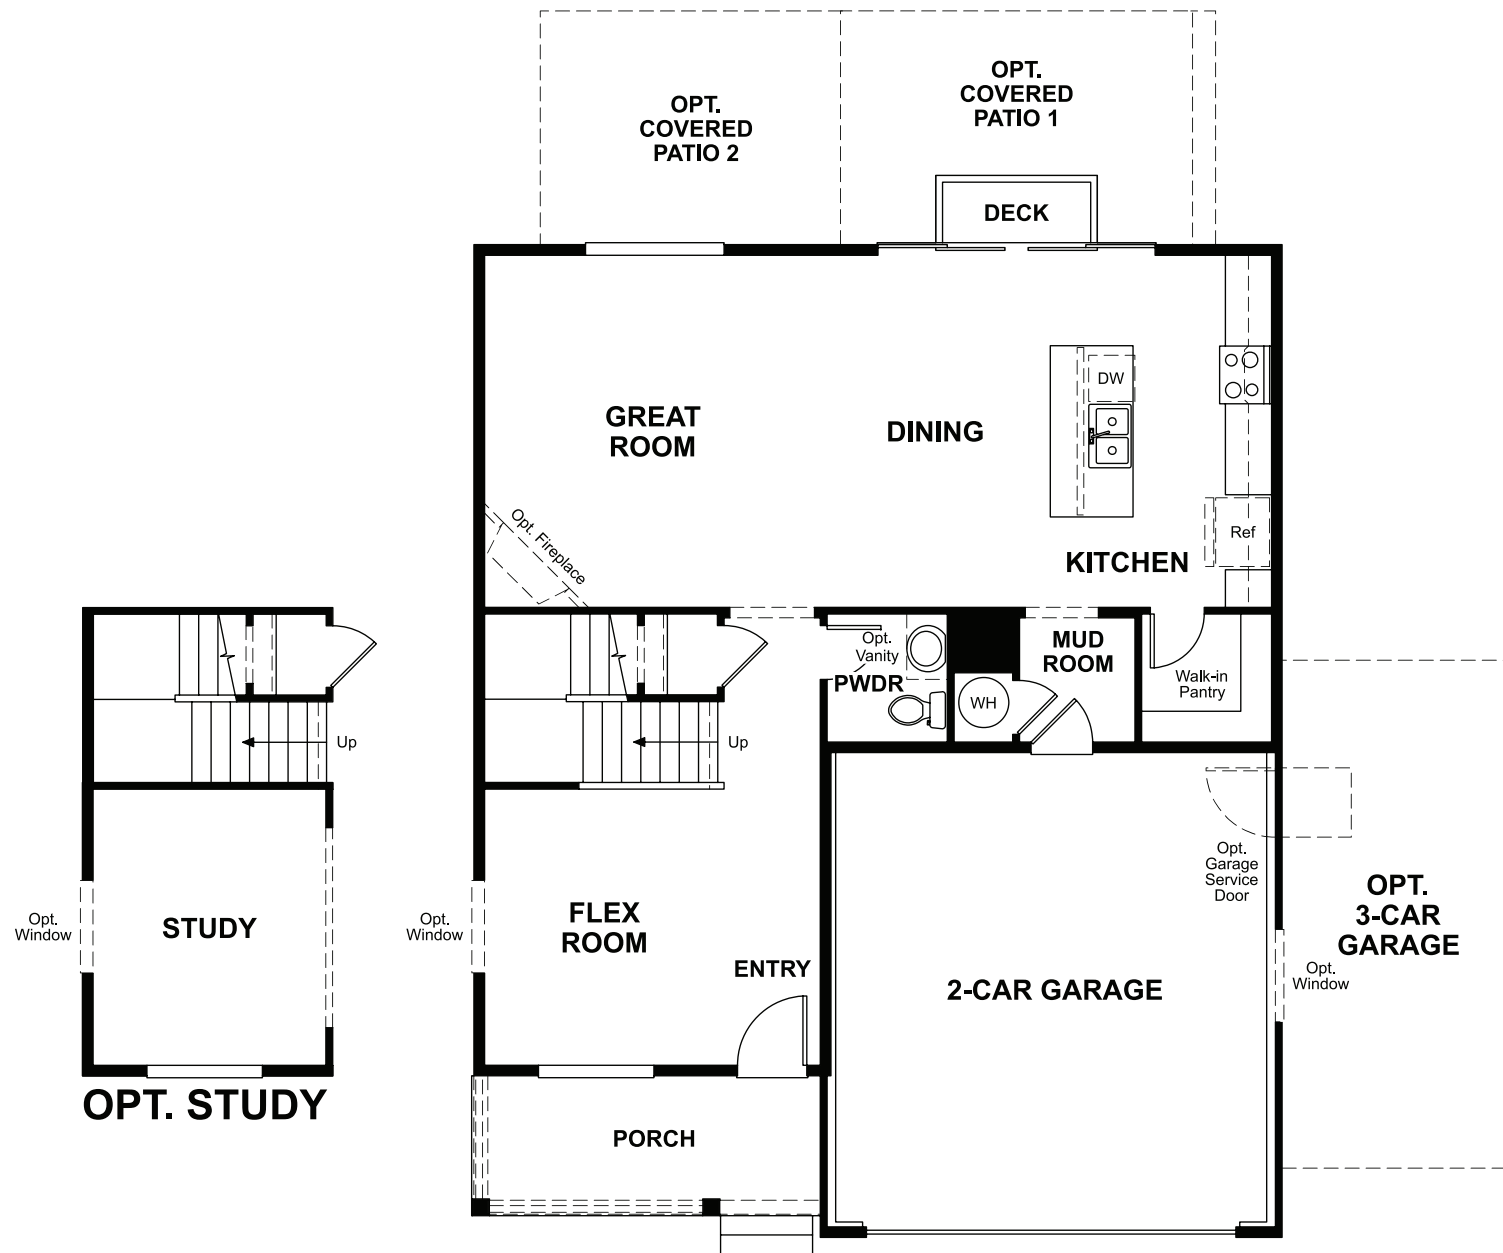 OPT.
COVERED
PATIO 2
OPT.
COVERED
PATIO 1
DECK
GREAT
ROOM
DINING
DW
Ref
KITCHEN
Opt. Fireplace
Opt.
Vanity
PWDR
WH
MUD
ROOM
Walk-in
Pantry
Up
Up
Opt.
Window
STUDY
OPT. STUDY
Opt.
Window
FLEX
ROOM
ENTRY
PORCH
2-CAR GARAGE
Opt.
Garage
Service
Door
OPT.
3-CAR
GARAGE
Opt.
Window